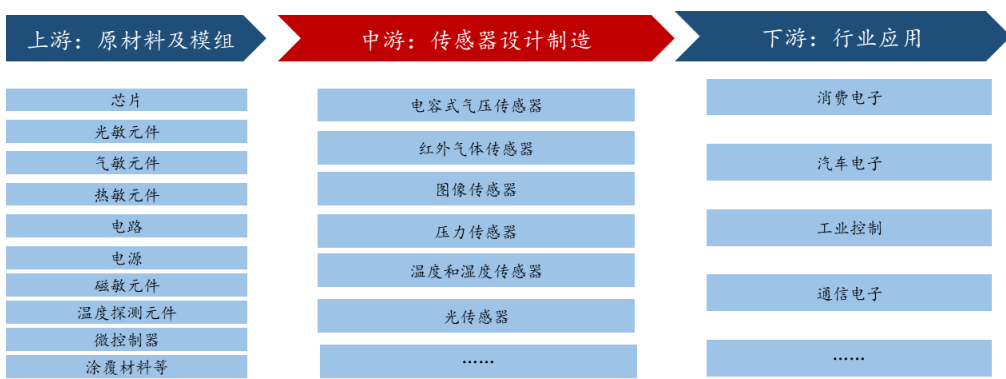 上游：原材料及模组
芯片
光敏元件
气敏元件
热敏元件
电路
电源
磁敏元件
温度探测元件
微控制器
涂覆材料等
中游：传感器设计制造
电容式气压传感器
红外气体传感器
图像传感器
压力传感器
温度和湿度传感器
光传感器
……
下游：行业应用
消费电子
汽车电子
工业控制
通信电子
……